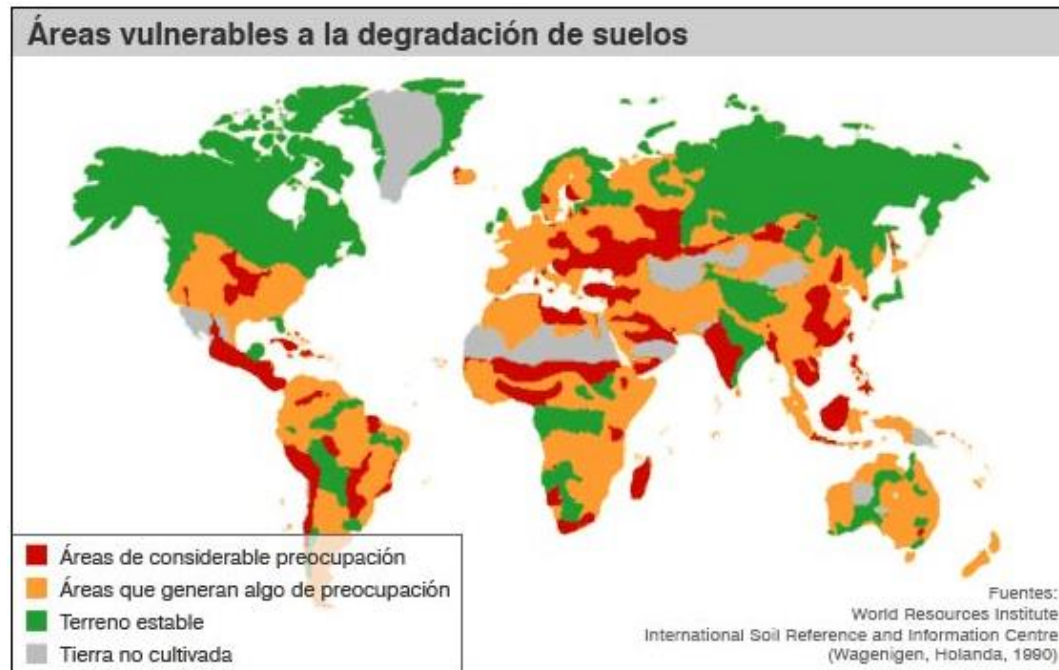 Áreas vulnerables a la degradación de suelos
Áreas de considerable preocupación
Áreas que generan algo de preocupación
Terreno estable
Tierra no cultivada
Fuentes:
World Resources Institute
International Soil Reference and Information Centre
(Wagenigen, Holanda, 1990)